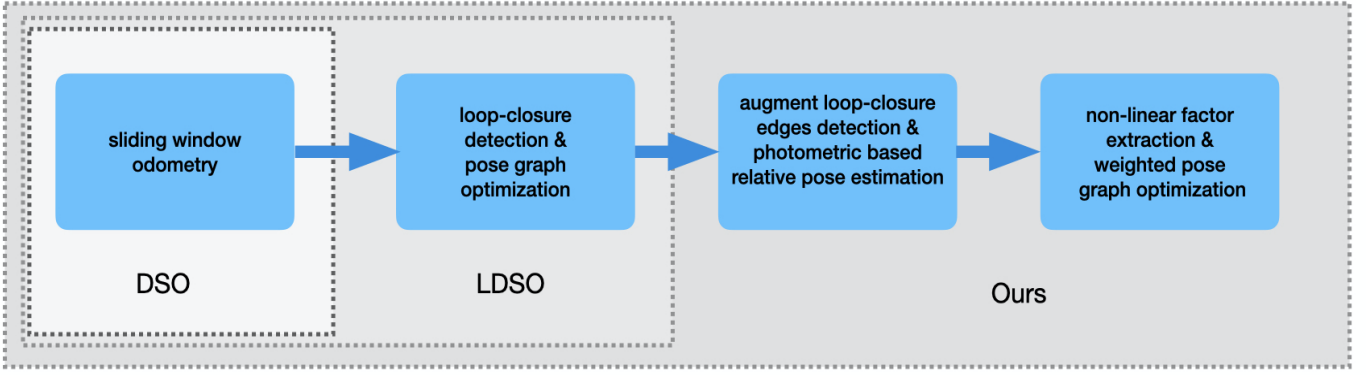 sliding window
odometry
loop-closure
detection &
pose graph
optimization
augment loop-closure
edges detection &
photometric based
relative pose estimation
non-linear factor
extraction &
weighted pose
graph optimization
DSO
LDSO
Ours